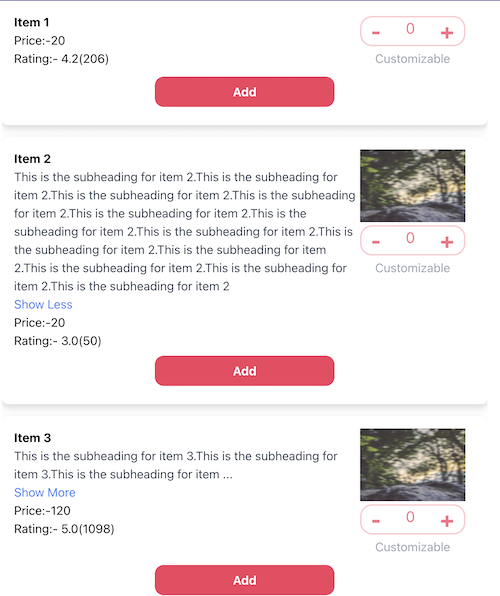 Item 1
Price:-20
Rating:- 4.2(206)
- 0 +
Customizable
Add
Item 2
This is the subheading for item 2.This is the subheading for
item 2.This is the subheading for item 2.This is the subheading
for item 2.This is the subheading for item 2.This is the
subheading for item 2.This is the subheading for item 2.This is
the subheading for item 2.This is the subheading for item
2.This is the subheading for item 2.This is the subheading for
item 2.This is the subheading for item 2
Show Less
Price:-20
Rating:- 3.0(50)
- 0 +
Customizable
Add
Item 3
This is the subheading for item 3.This is the subheading for
item 3.This is the subheading for item ...
Show More
Price:-120
Rating:- 5.0(1098)
- 0 +
Customizable
Add